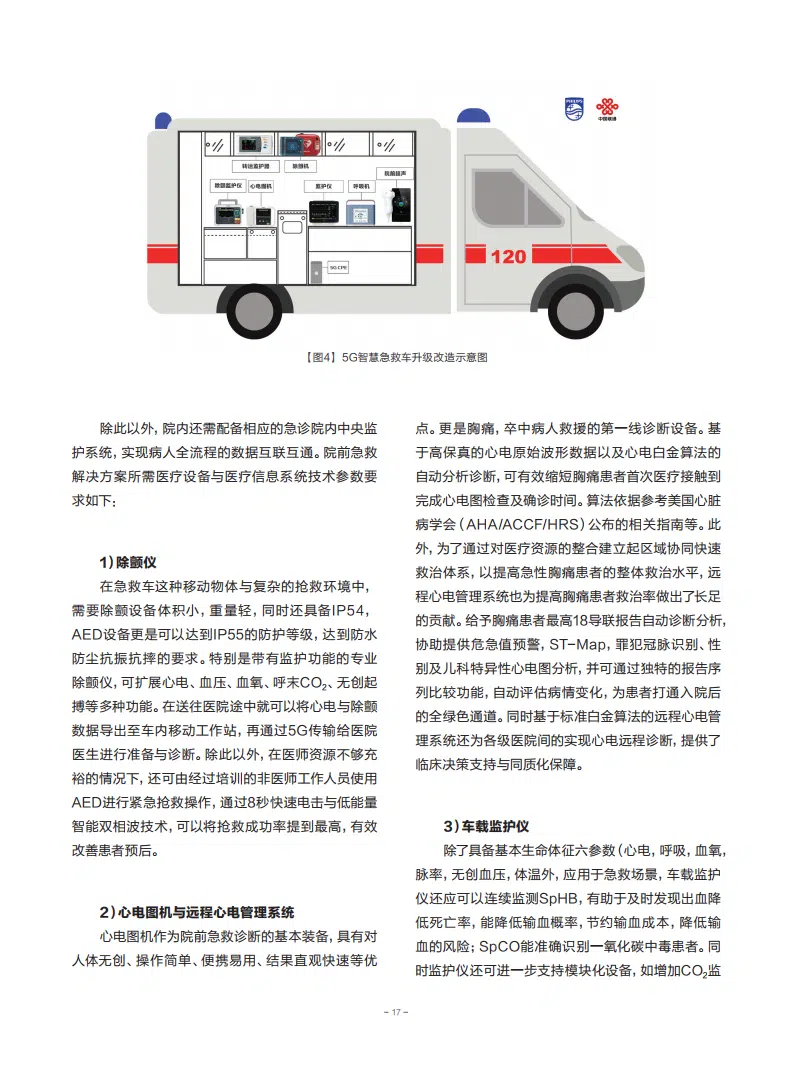 PHILIPS
中国联通
转运监护器
除颤机
院前超声
除颤监护仪
心电图机
监护仪
呼吸机
5G CPE
120
【图4】5G智慧急救车升级改造示意图
除此以外，院内还需配备相应的急诊院内中央监
护系统，实现病人全流程的数据互联互通。院前急救
解决方案所需医疗设备与医疗信息系统技术参数要
求如下：
1）除颤仪
在急救车这种移动物体与复杂的抢救环境中，
需要除颤设备体积小，重量轻，同时还具备IP54，
AED设备更是可以达到IP55的防护等级，达到防水
防尘抗振抗摔的要求。特别是带有监护功能的专业
除颤仪，可扩展心电、血压、血氧、呼末CO₂、无创起
搏等多种功能。在送往医院途中就可以将心电与除颤
数据导出至车内移动工作站，再通过5G传输给医院
医生进行准备与诊断。除此以外，在医师资源不够充
裕的情况下，还可由经过培训的非医师工作人员使用
AED进行紧急抢救操作，通过8秒快速电击与低能量
智能双相波技术，可以将抢救成功率提到最高，有效
改善患者预后。
2）心电图机与远程心电管理系统
心电图机作为院前急救诊断的基本装备，具有对
人体无创、操作简单、便携易用、结果直观快速等优
点。更是胸痛，卒中病人救援的第一线诊断设备。基
于高保真的心电原始波形数据以及心电白金算法的
自动分析诊断，可有效缩短胸痛患者首次医疗接触到
完成心电图检查及确诊时间。算法依据参考美国心脏
病学会（AHA/ACCF/HRS）公布的相关指南等。此
外，为了通过对医疗资源的整合建立起区域协同快速
救治体系，以提高急性胸痛患者的整体救治水平，远
程心电管理系统也为提高胸痛患者救治率做出了长足
的贡献。给予胸痛患者最高18导联报告自动诊断分析，
协助提供危急值预警，ST-Map，罪犯冠脉识别、性
别及儿科特异性心电图分析，并可通过独特的报告序
列比较功能，自动评估病情变化，为患者打通入院后
的全绿色通道。同时基于标准白金算法的远程心电管
理系统还为各级医院间的实现心电远程诊断，提供了
临床决策支持与同质化保障。
3）车载监护仪
除了具备基本生命体征六参数（心电，呼吸，血氧，
脉率，无创血压，体温外，应用于急救场景，车载监护
仪还应可以连续监测SpHB，有助于及时发现出血降
低死亡率，能降低输血概率，节约输血成本，降低输
血的风险；SpCO能准确识别一氧化碳中毒患者。同
时监护仪还可进一步支持模块化设备，如增加CO₂监
- 17 -